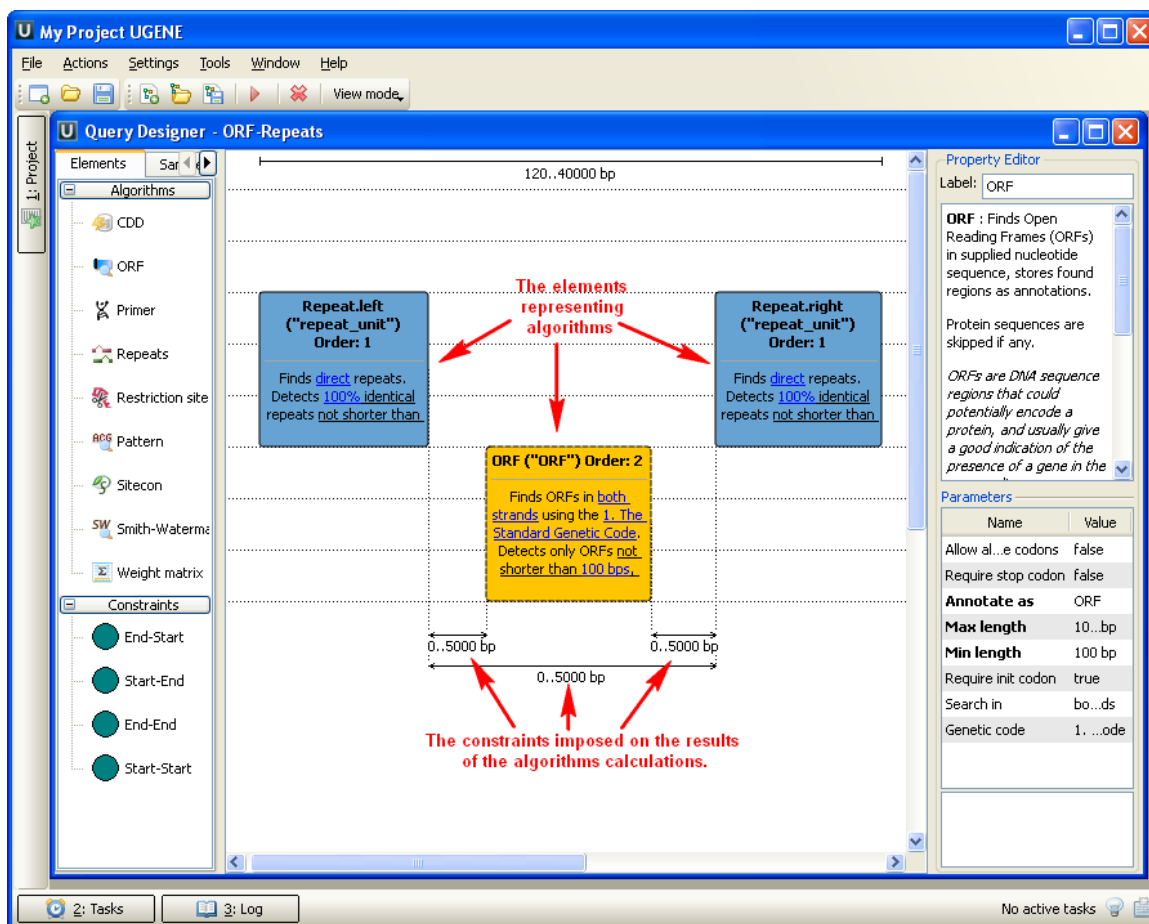 My Project UGENE
File Actions Settings Tools Window Help
View mode
1: Project
Query Designer - ORF-Repeats
Elements
Algorithms
CDD
ORF
Primer
Repeats
Restriction site
Pattern
Sitecon
Smith-Waterma
Weight matrix
Constraints
End-Start
Start-End
End-End
Start-Start
120..40000 bp
The elements
representing
algorithms
Repeat.left
("repeat_unit")
Order: 1
Finds direct repeats.
Detects 100% identical
repeats not shorter than
Repeat.right
("repeat_unit")
Order: 1
Finds direct repeats.
Detects 100% identical
repeats not shorter than
ORF ("ORF") Order: 2
Finds ORFs in both
strands using the 1. The
Standard Genetic Code.
Detects only ORFs not
shorter than 100 bps,
0..5000 bp
0..5000 bp
0..5000 bp
The constraints imposed on the results
of the algorithms calculations.
Property Editor
Label: ORF
ORF : Finds Open
Reading Frames (ORFs)
in supplied nucleotide
sequence, stores found
regions as annotations.
Protein sequences are
skipped if any.
ORFs are DNA sequence
regions that could
potentially encode a
protein, and usually give
a good indication of the
presence of a gene in the
Parameters
Name Value
Allow al...e codons false
Require stop codon false
Annotate as ORF
Max length 10...bp
Min length 100 bp
Require init codon true
Search in bo...ds
Genetic code 1. ...ode
2: Tasks
3: Log
No active tasks